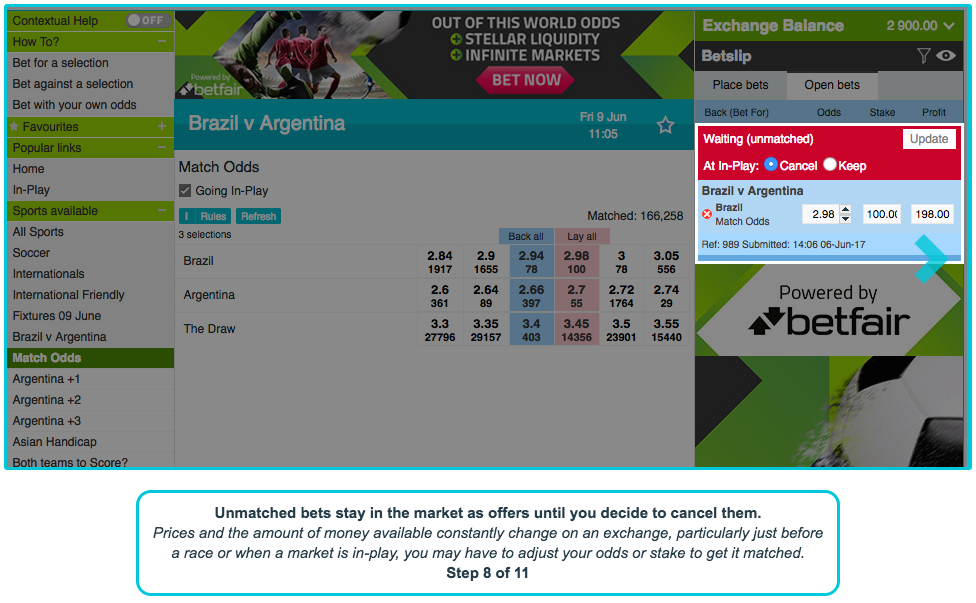 Contextual Help OFF
How To? −
Bet for a selection
Bet against a selection
Bet with your own odds
Favourites +
Popular links −
Home
In-Play
Sports available −
All Sports
Soccer
Internationals
International Friendly
Fixtures 09 June
Brazil v Argentina
Match Odds
Argentina +1
Argentina +2
Argentina +3
Asian Handicap
Both teams to Score?
Powered by
betfair
OUT OF THIS WORLD ODDS
STELLAR LIQUIDITY
INFINITE MARKETS
BET NOW
Brazil v Argentina
Fri 9 Jun
11:05
Match Odds
Going In-Play
i Rules Refresh
Matched: 166,258
3 selections
Back all Lay all
Brazil 2.84 2.9 2.94 2.98 3 3.05
1917 1655 78 100 78 556
Argentina 2.6 2.64 2.66 2.7 2.72 2.74
361 89 397 55 1764 29
The Draw 3.3 3.35 3.4 3.45 3.5 3.55
27796 29157 403 14356 23901 15440
Exchange Balance 2 900.00
Betslip
Place bets Open bets
Back (Bet For) Odds Stake Profit
Waiting (unmatched) Update
At In-Play: Cancel Keep
Brazil v Argentina
Brazil
Match Odds
2.98 100.00 198.00
Ref: 989 Submitted: 14:06 06-Jun-17
Powered by
betfair
Unmatched bets stay in the market as offers until you decide to cancel them.
Prices and the amount of money available constantly change on an exchange, particularly just before
a race or when a market is in-play, you may have to adjust your odds or stake to get it matched.
Step 8 of 11